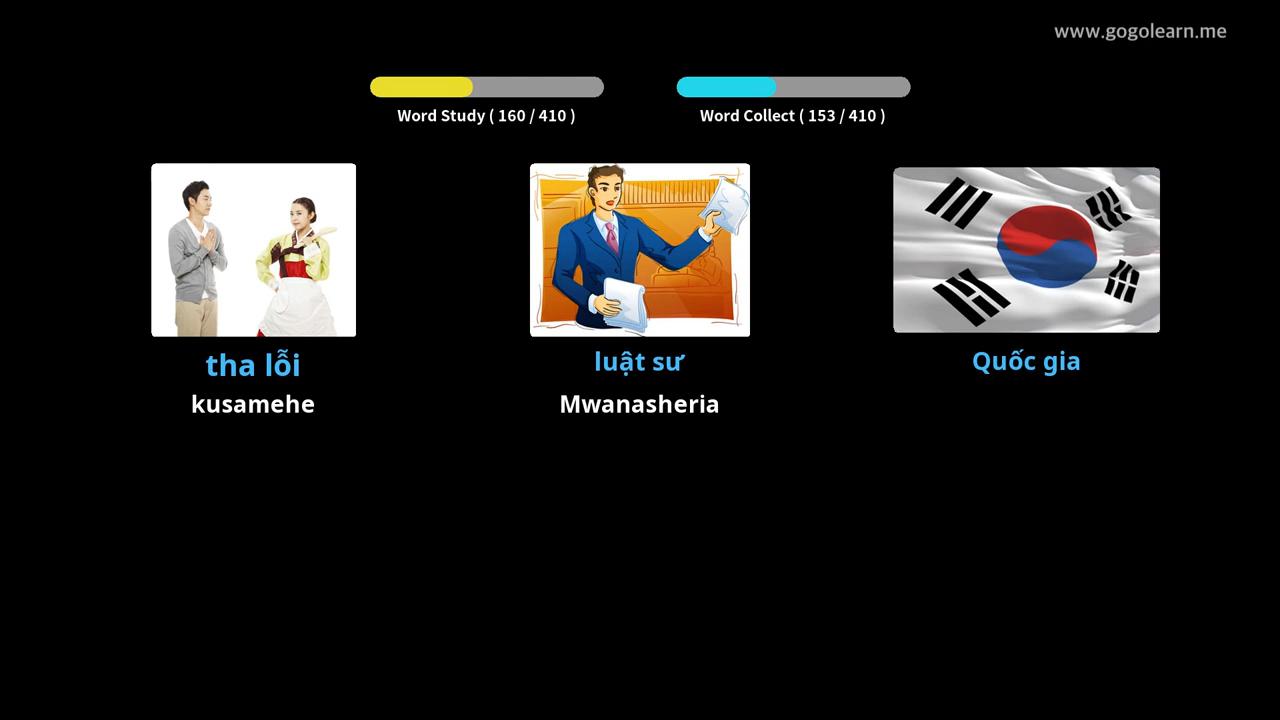 www.gogolearn.me
Word Study ( 160 / 410 )
Word Collect ( 153 / 410 )
tha lỗi
kusamehe
luật sư
Mwanasheria
Quốc gia